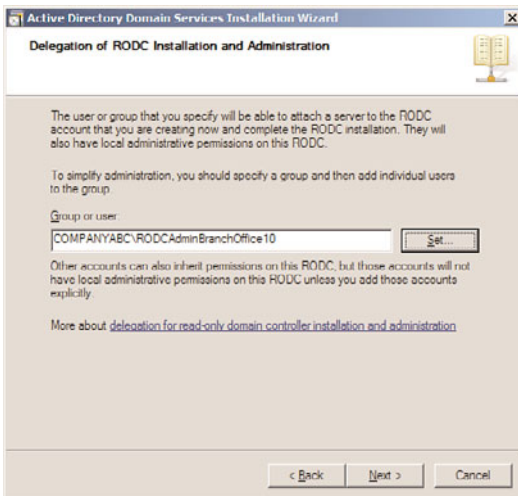 Active Directory Domain Services Installation Wizard
Delegation of RODC Installation and Administration
The user or group that you specify will be able to attach a server to the RODC
account that you are creating now and complete the RODC installation. They will
also have local administrative permissions on this RODC.
To simplify administration, you should specify a group and then add individual users
to the group.
Group or user:
COMPANYABC\RODCAdminBranchOffice10
Set...
Other accounts can also inherit permissions on this RODC, but those accounts will not
have local administrative permissions on this RODC unless you add those accounts
explicitly.
More about delegation for read-only domain controller installation and administration
< Back
Next >
Cancel